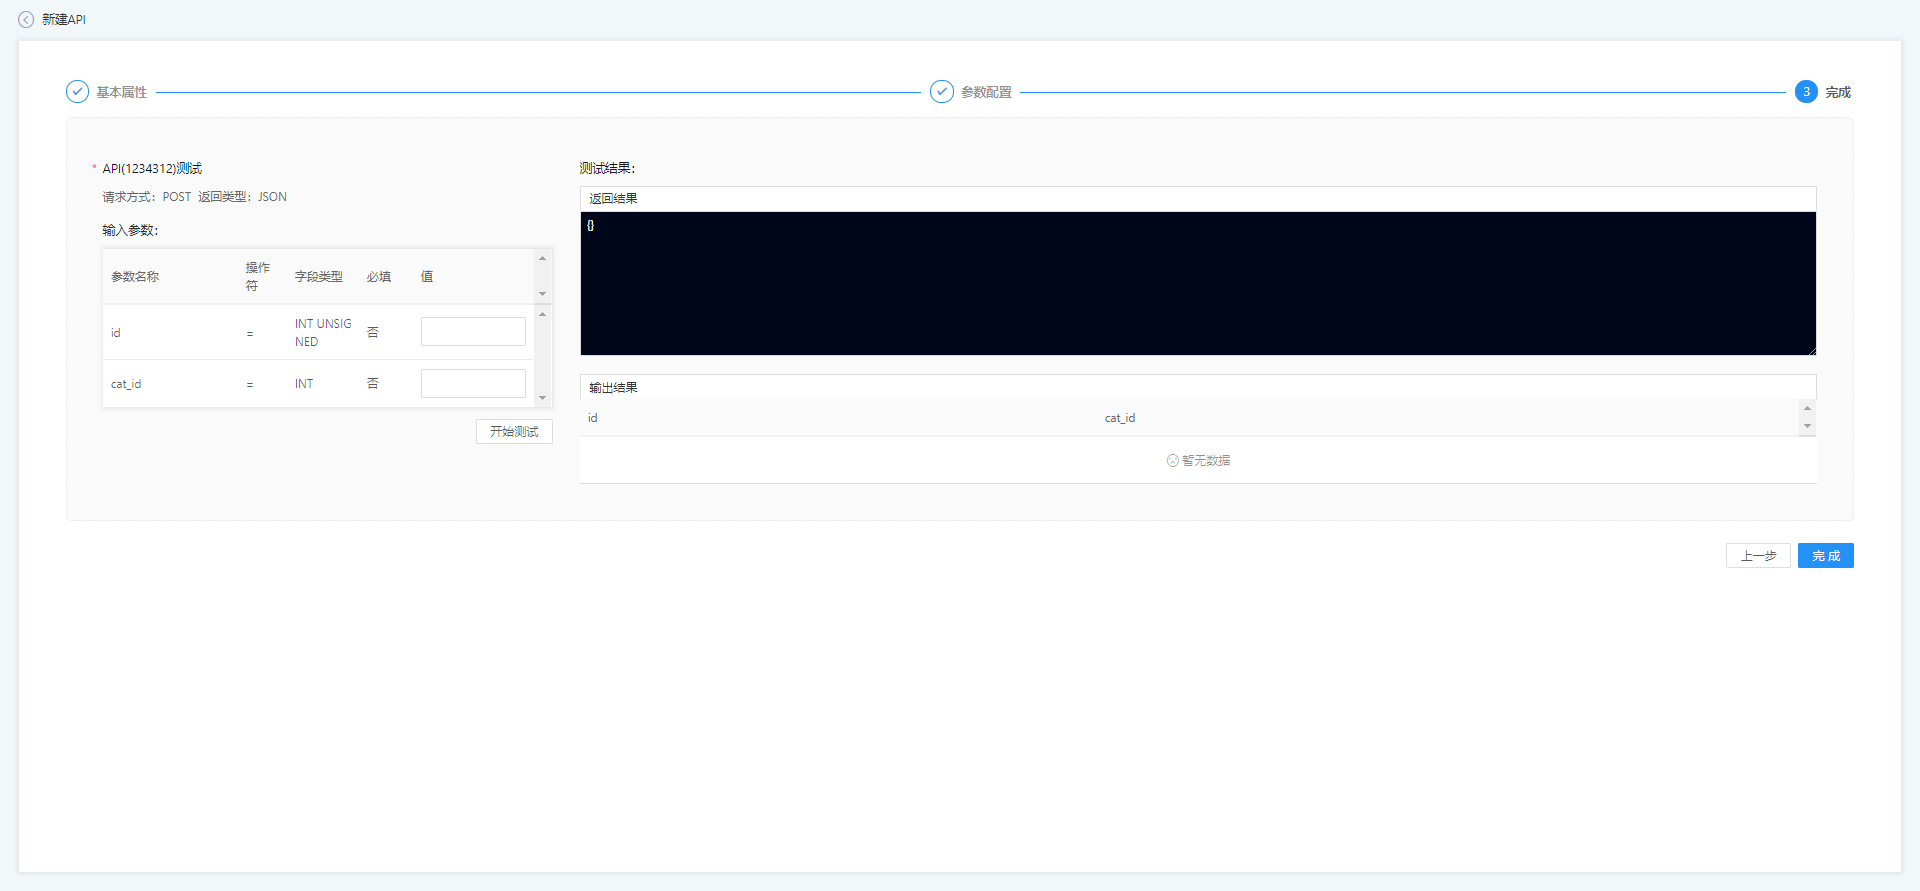 新建API
基本属性
参数配置
3 完成
* API(1234312)测试
请求方式：POST 返回类型：JSON
输入参数：
参数名称 操作符 字段类型 必填 值
id = INT UNSIGNED 否
cat_id = INT 否
开始测试
测试结果：
返回结果
{}
输出结果
id cat_id
暂无数据
上一步 完 成